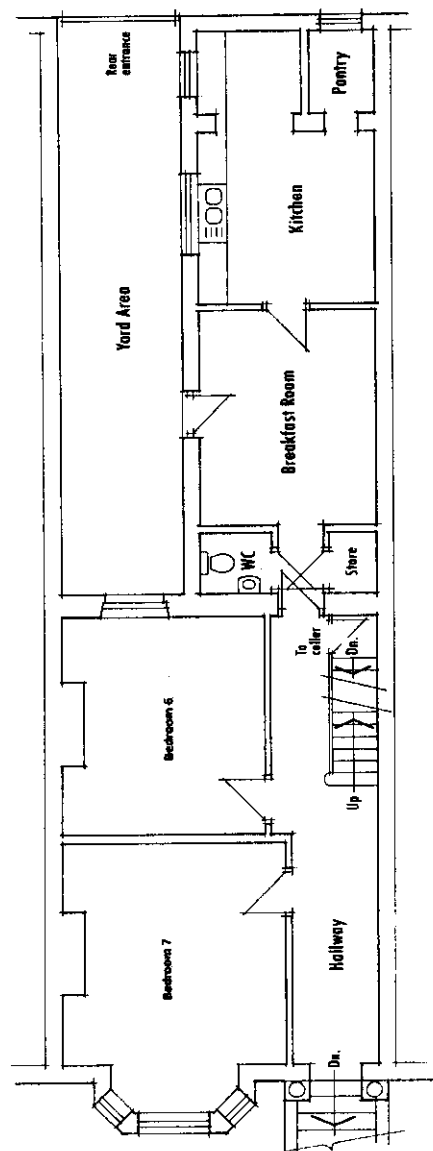 Rear
entrance
Yard Area
Pantry
Kitchen
Breakfast Room
WC
Store
To
cellar
Dn.
Up
Bedroom 6
Bedroom 7
Hallway
Dn.